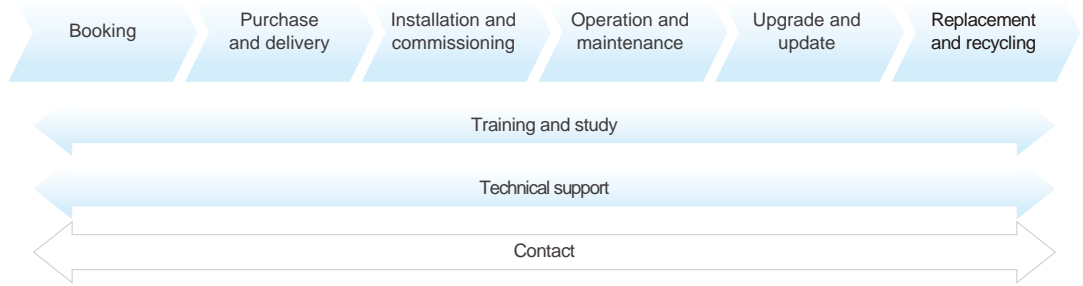 Booking
Purchase
and delivery
Installation and
commissioning
Operation and
maintenance
Upgrade and
update
Replacement
and recycling
Training and study
Technical support
Contact